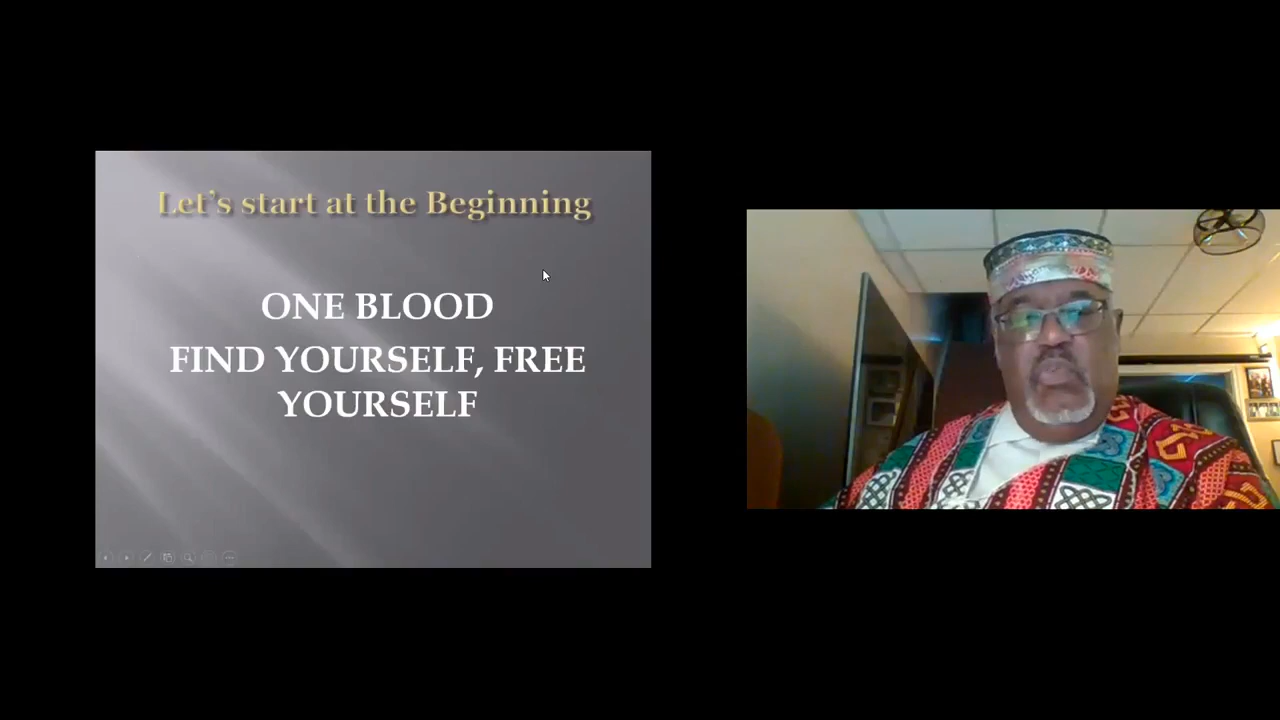 Let's start at the Beginning
ONE BLOOD
FIND YOURSELF, FREE
YOURSELF